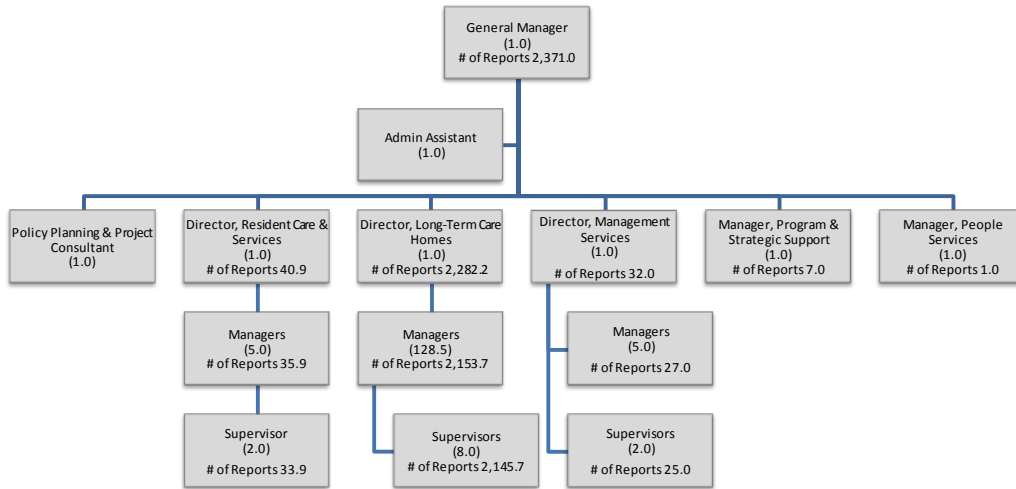 General Manager
(1.0)
# of Reports 2,371.0
Admin Assistant
(1.0)
Policy Planning & Project
Consultant
(1.0)
Director, Resident Care &
Services
(1.0)
# of Reports 40.9
Director, Long-Term Care
Homes
(1.0)
# of Reports 2,282.2
Director, Management
Services
(1.0)
# of Reports 32.0
Manager, Program &
Strategic Support
(1.0)
# of Reports 7.0
Manager, People
Services
(1.0)
# of Reports 1.0
Managers
(5.0)
# of Reports 35.9
Managers
(128.5)
# of Reports 2,153.7
Managers
(5.0)
# of Reports 27.0
Supervisor
(2.0)
# of Reports 33.9
Supervisors
(8.0)
# of Reports 2,145.7
Supervisors
(2.0)
# of Reports 25.0